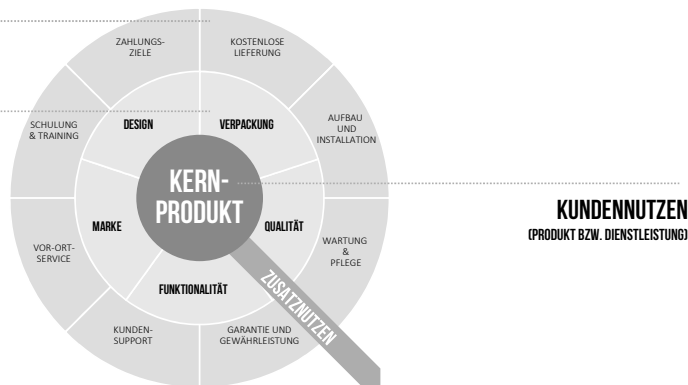 ZAHLUNGS-
ZIELE
KOSTENLOSE
LIEFERUNG
SCHULUNG
& TRAINING
DESIGN
VERPACKUNG
AUFBAU
UND
INSTALLATION
KERN-
PRODUKT
KUNDENNUTZEN
(PRODUKT BZW. DIENSTLEISTUNG)
MARKE
QUALITÄT
VOR-ORT-
SERVICE
WARTUNG
&
PFLEGE
FUNKTIONALITÄT
ZUSATZNUTZEN
KUNDEN-
SUPPORT
GARANTIE UND
GEWÄHRLEISTUNG